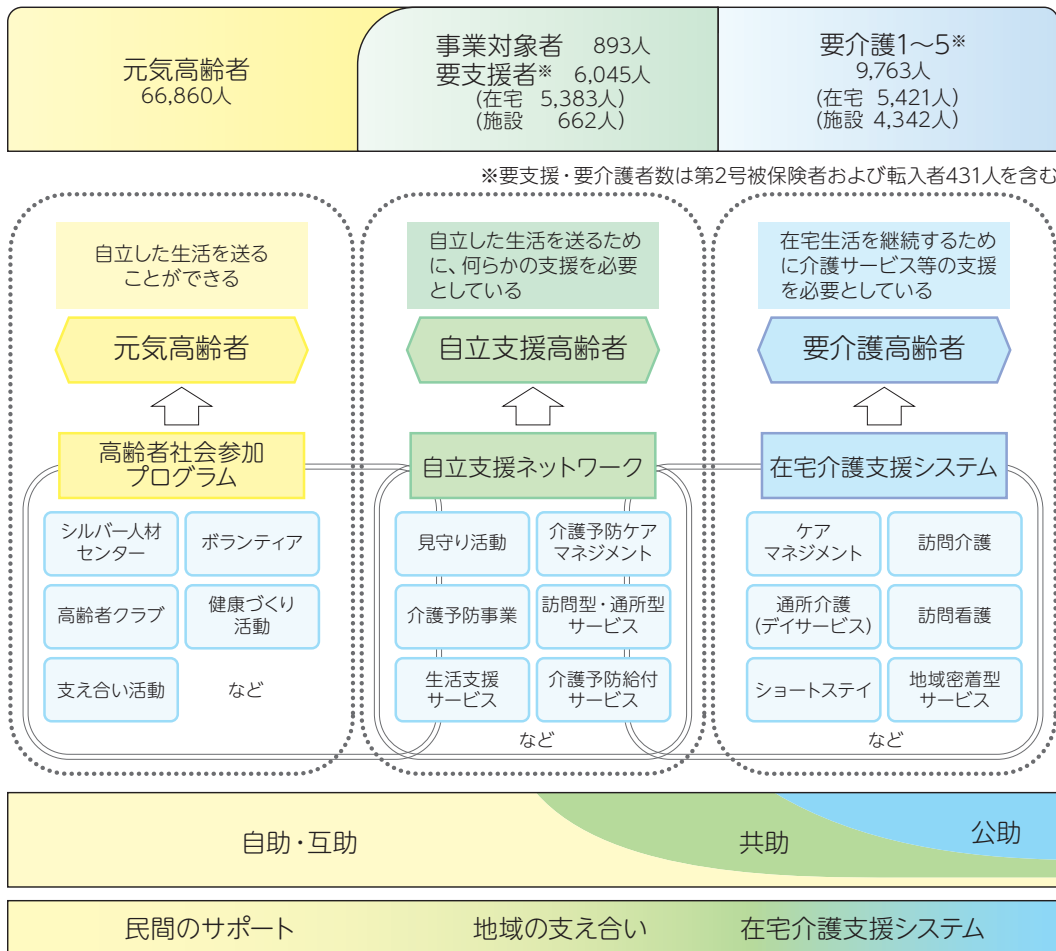 元気高齢者
66,860人
事業対象者 893人
要支援者※ 6,045人
(在宅 5,383人)
(施設 662人)
要介護1～5※
9,763人
(在宅 5,421人)
(施設 4,342人)
※要支援・要介護者数は第2号被保険者および転入者431人を含む
自立した生活を送る
ことができる
元気高齢者
高齢者社会参加
プログラム
シルバー人材
センター
ボランティア
高齢者クラブ
健康づくり
活動
支え合い活動
など
自立した生活を送るため
に、何らかの支援を必要
としている
自立支援高齢者
自立支援ネットワーク
見守り活動
介護予防ケア
マネジメント
介護予防事業
訪問型・通所型
サービス
生活支援
サービス
介護予防給付
サービス
など
在宅生活を継続するため
に介護サービス等の支援
を必要としている
要介護高齢者
在宅介護支援システム
ケア
マネジメント
訪問介護
通所介護
(デイサービス)
訪問看護
ショートステイ
地域密着型
サービス
など
自助・互助
共助
公助
民間のサポート
地域の支え合い
在宅介護支援システム